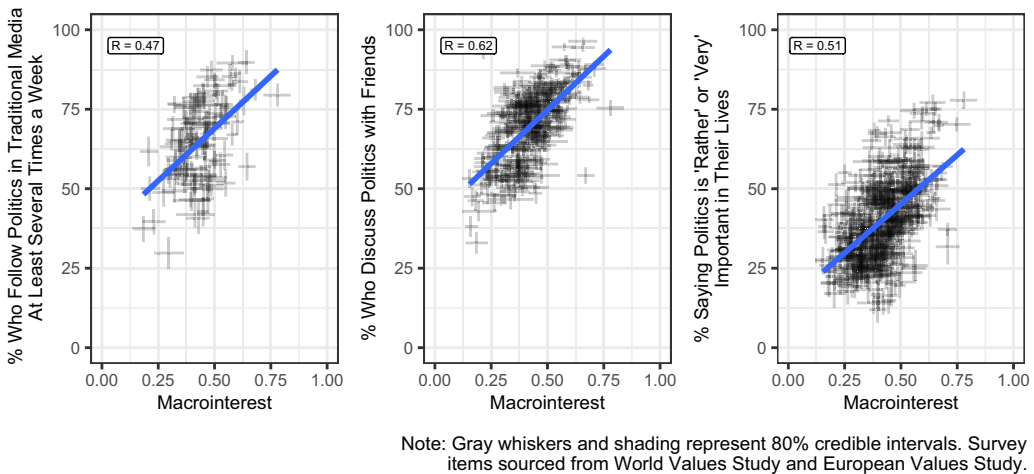 % Who Follow Politics in Traditional Media
At Least Several Times a Week
100
75
50
25
0
R = 0.47
0.00 0.25 0.50 0.75 1.00
Macrointerest
% Who Discuss Politics with Friends
100
75
50
25
0
R = 0.62
0.00 0.25 0.50 0.75 1.00
Macrointerest
% Saying Politics is 'Rather' or 'Very'
Important in Their Lives
100
75
50
25
0
R = 0.51
0.00 0.25 0.50 0.75 1.00
Macrointerest
Note: Gray whiskers and shading represent 80% credible intervals. Survey
items sourced from World Values Study and European Values Study.